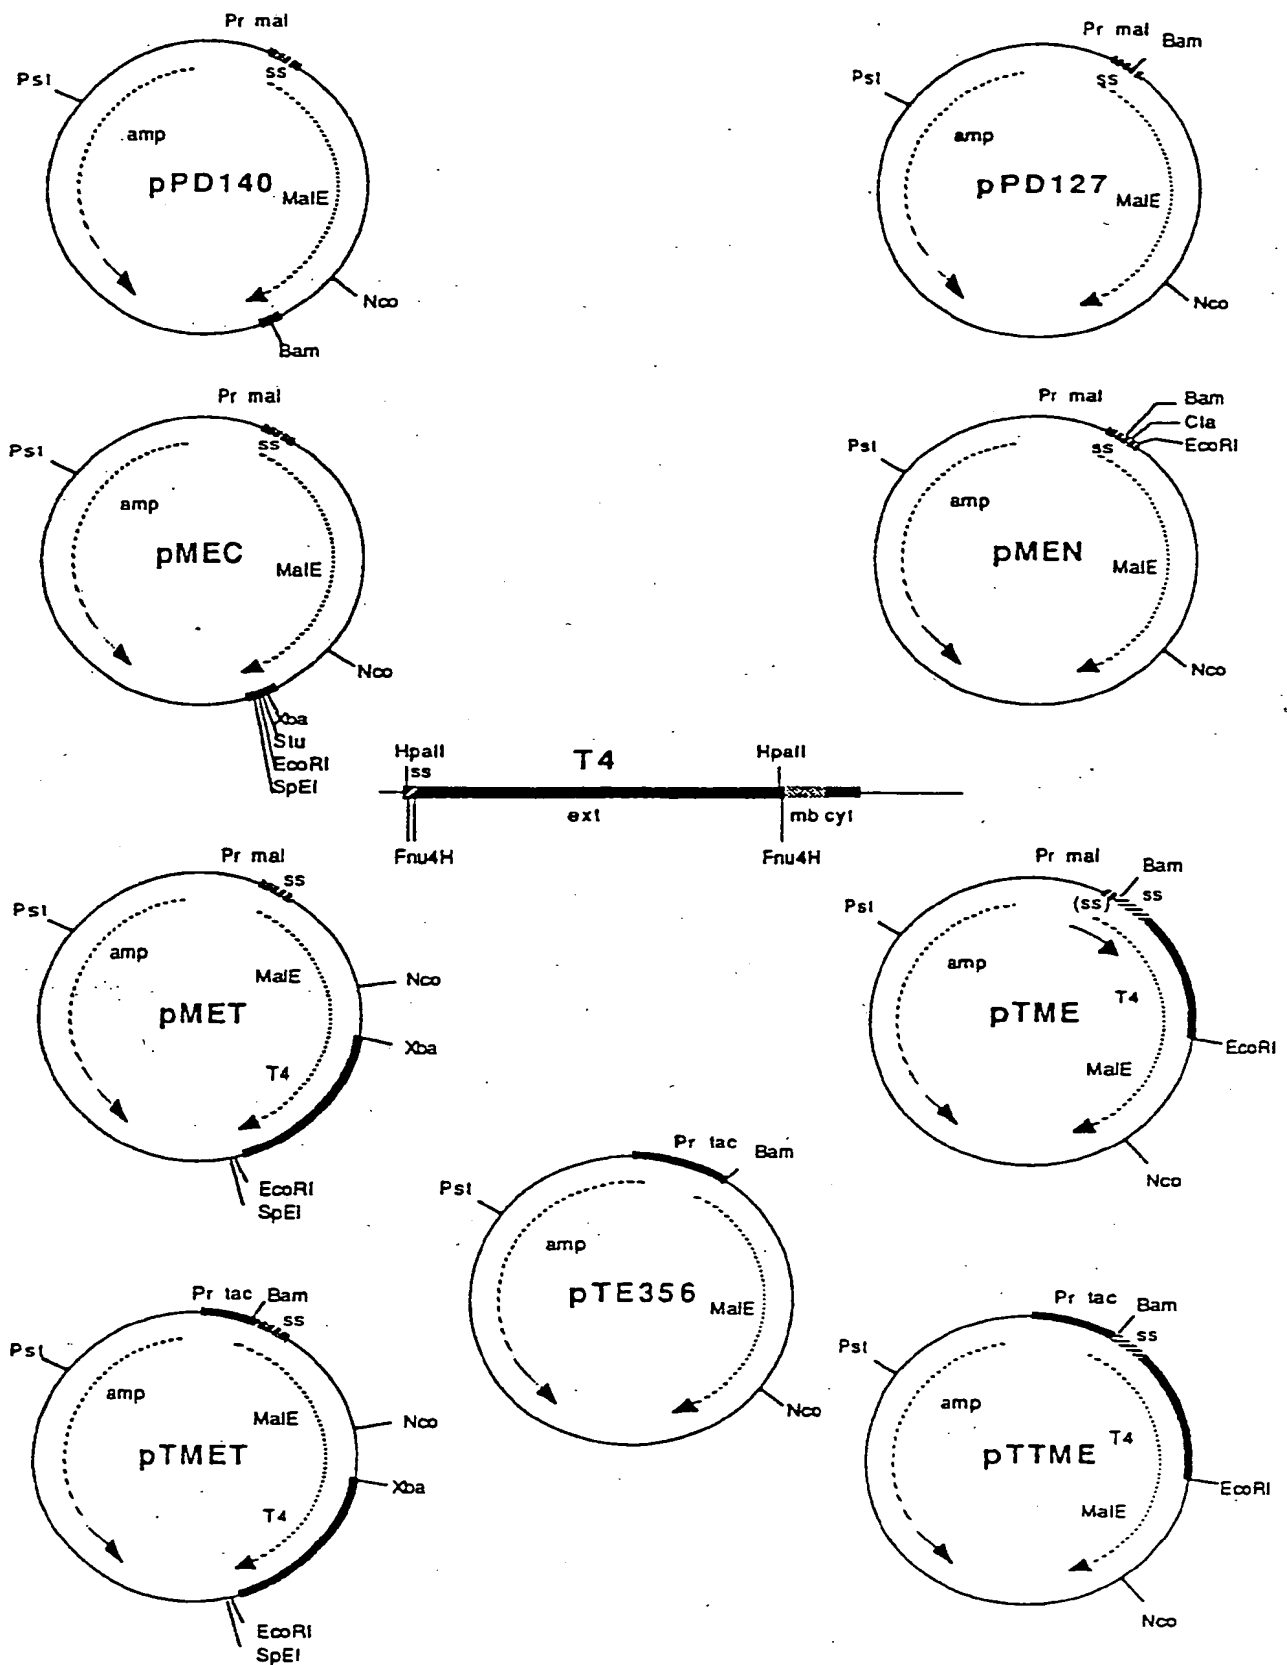 Pr mal
ss
Pst
amp
pPD140
MalE
Nco
Bam
Pr mal
Bam
ss
Pst
amp
pPD127
MalE
Nco
Pr mal
ss
Pst
amp
pMEC
MalE
Nco
Xba
Stu
EcoRI
SpEI
Pr mal
Bam
Cla
EcoRI
ss
Pst
amp
pMEN
MalE
Nco
HpaII
T4
HpaII
ss
ext
mb cyt
Fnu4H
Fnu4H
Pr mal
ss
Pst
amp
MalE
Nco
pMET
Xba
T4
EcoRI
SpEI
Pr mal
Bam
(ss)
ss
Pst
amp
T4
pTME
EcoRI
MalE
Nco
Pr tac
Bam
Pst
amp
pTE356
MalE
Nco
Pr tac
Bam
ss
Pst
amp
MalE
Nco
pTMET
Xba
T4
EcoRI
SpEI
Pr tac
Bam
ss
Pst
amp
T4
pTTME
EcoRI
MalE
Nco